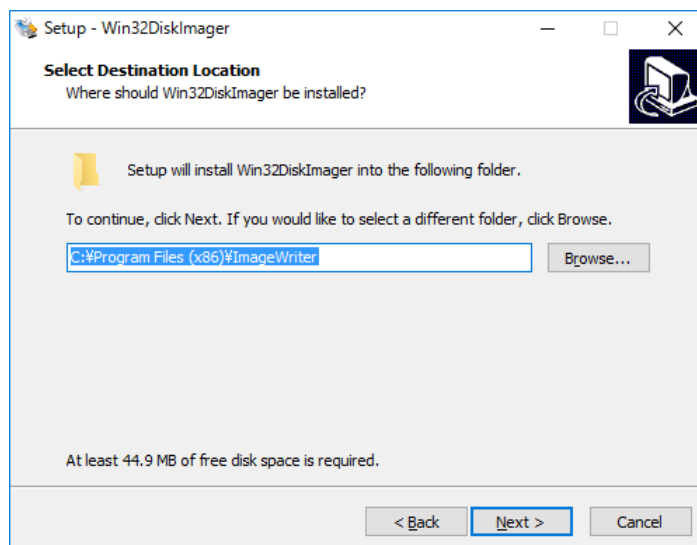 Setup - Win32DiskImager
Select Destination Location
Where should Win32DiskImager be installed?
Setup will install Win32DiskImager into the following folder.
To continue, click Next. If you would like to select a different folder, click Browse.
C:¥Program Files (x86)¥ImageWriter
Browse...
At least 44.9 MB of free disk space is required.
< Back
Next >
Cancel